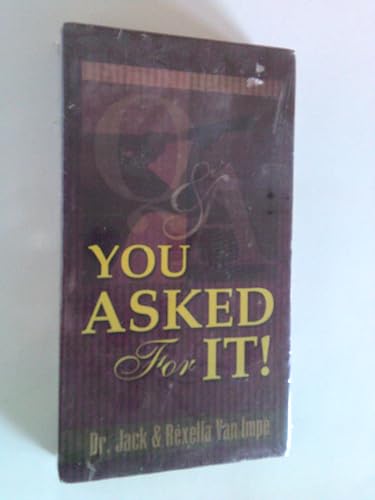 Q
& A
YOU
ASKED
For IT!
Dr. Jack & Rexella Van Impe